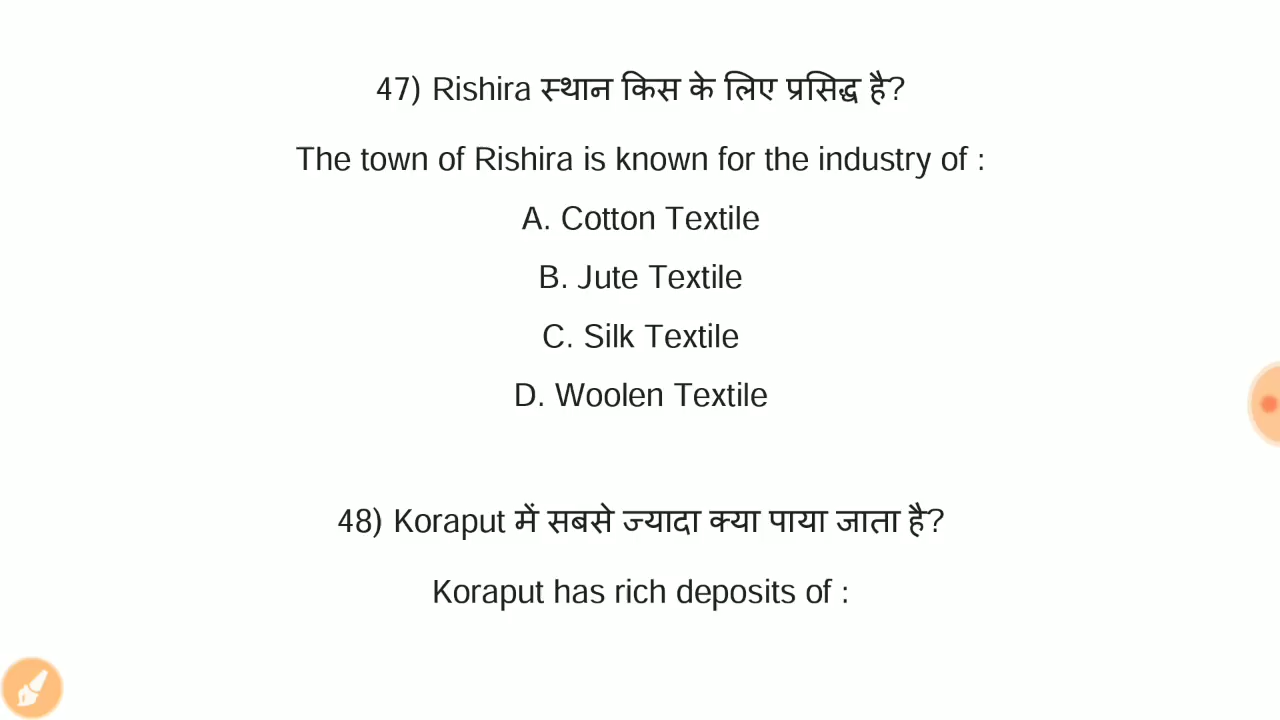 47) Rishira स्थान किस के लिए प्रसिद्ध है?
The town of Rishira is known for the industry of :
A. Cotton Textile
B. Jute Textile
C. Silk Textile
D. Woolen Textile
48) Koraput में सबसे ज्यादा क्या पाया जाता है?
Koraput has rich deposits of :